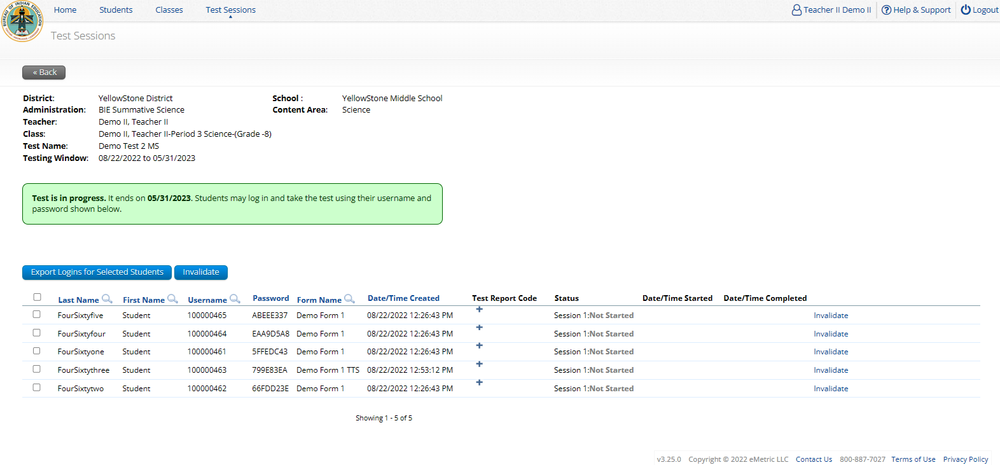 Home Students Classes Test Sessions Teacher II Demo II Help & Support Logout
BUREAU OF INDIAN EDUCATION
Test Sessions
« Back
District: YellowStone District School : YellowStone Middle School
Administration: BIE Summative Science Content Area: Science
Teacher: Demo II, Teacher II
Class: Demo II, Teacher II-Period 3 Science-(Grade -8)
Test Name: Demo Test 2 MS
Testing Window: 08/22/2022 to 05/31/2023
Test is in progress. It ends on 05/31/2023. Students may log in and take the test using their username and
password shown below.
Export Logins for Selected Students Invalidate
Last Name First Name Username Password Form Name Date/Time Created Test Report Code Status Date/Time Started Date/Time Completed
FourSixtyfive Student 100000465 ABEEE337 Demo Form 1 08/22/2022 12:26:43 PM + Session 1:Not Started Invalidate
FourSixtyfour Student 100000464 EAA9D5A8 Demo Form 1 08/22/2022 12:26:43 PM + Session 1:Not Started Invalidate
FourSixtyone Student 100000461 5FFEDC43 Demo Form 1 08/22/2022 12:26:43 PM + Session 1:Not Started Invalidate
FourSixtythree Student 100000463 799E83EA Demo Form 1 TTS 08/22/2022 12:53:12 PM + Session 1:Not Started Invalidate
FourSixtytwo Student 100000462 66FDD23E Demo Form 1 08/22/2022 12:26:43 PM + Session 1:Not Started Invalidate
Showing 1 - 5 of 5
v3.25.0 Copyright © 2022 eMetric LLC Contact Us 800-887-7027 Terms of Use Privacy Policy